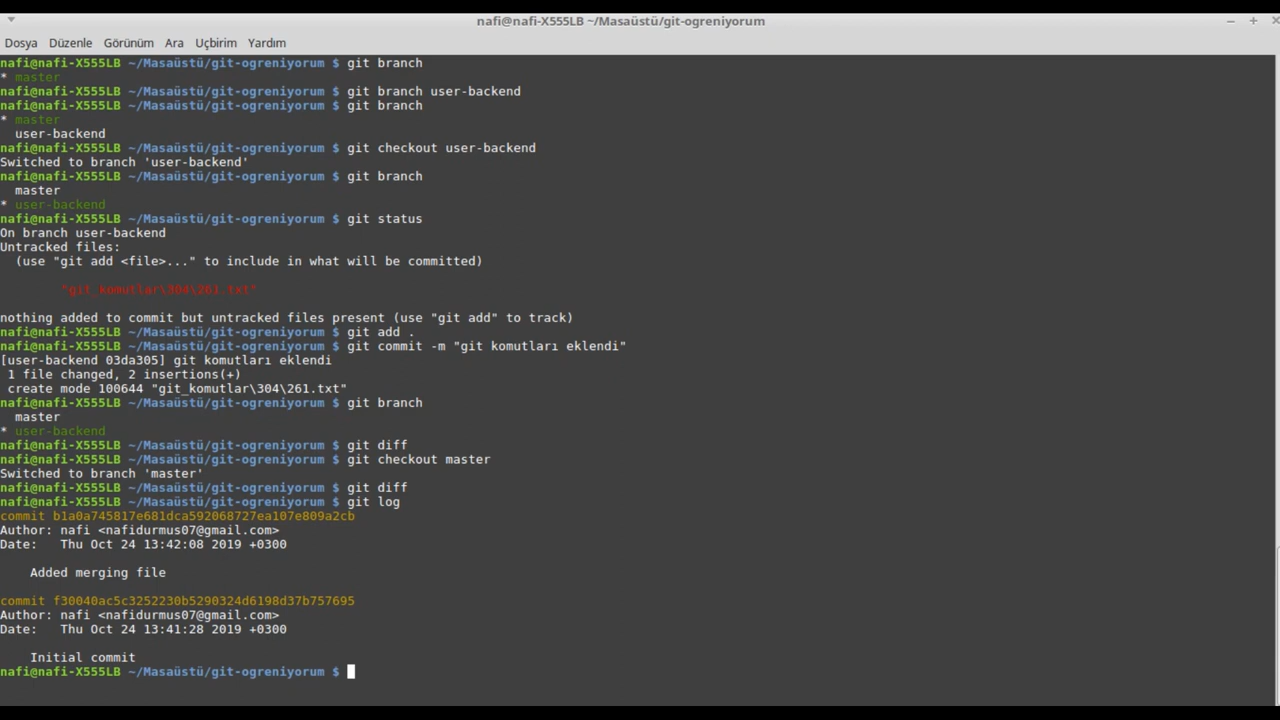 nafi@nafi-X555LB ~/Masaüstü/git-ogreniyorum
Dosya Düzenle Görünüm Ara Uçbirim Yardım
nafi@nafi-X555LB ~/Masaüstü/git-ogreniyorum $ git branch
* master
nafi@nafi-X555LB ~/Masaüstü/git-ogreniyorum $ git branch user-backend
nafi@nafi-X555LB ~/Masaüstü/git-ogreniyorum $ git branch
* master
  user-backend
nafi@nafi-X555LB ~/Masaüstü/git-ogreniyorum $ git checkout user-backend
Switched to branch 'user-backend'
nafi@nafi-X555LB ~/Masaüstü/git-ogreniyorum $ git branch
  master
* user-backend
nafi@nafi-X555LB ~/Masaüstü/git-ogreniyorum $ git status
On branch user-backend
Untracked files:
  (use "git add <file>..." to include in what will be committed)
        "git_komutlar\304\261.txt"
nothing added to commit but untracked files present (use "git add" to track)
nafi@nafi-X555LB ~/Masaüstü/git-ogreniyorum $ git add .
nafi@nafi-X555LB ~/Masaüstü/git-ogreniyorum $ git commit -m "git komutları eklendi"
[user-backend 03da305] git komutları eklendi
 1 file changed, 2 insertions(+)
 create mode 100644 "git_komutlar\304\261.txt"
nafi@nafi-X555LB ~/Masaüstü/git-ogreniyorum $ git branch
  master
* user-backend
nafi@nafi-X555LB ~/Masaüstü/git-ogreniyorum $ git diff
nafi@nafi-X555LB ~/Masaüstü/git-ogreniyorum $ git checkout master
Switched to branch 'master'
nafi@nafi-X555LB ~/Masaüstü/git-ogreniyorum $ git diff
nafi@nafi-X555LB ~/Masaüstü/git-ogreniyorum $ git log
commit b1a0a745817e681dca592068727ea107e809a2cb
Author: nafi <nafidurmus07@gmail.com>
Date:   Thu Oct 24 13:42:08 2019 +0300
    Added merging file
commit f30040ac5c3252230b5290324d6198d37b757695
Author: nafi <nafidurmus07@gmail.com>
Date:   Thu Oct 24 13:41:28 2019 +0300
    Initial commit
nafi@nafi-X555LB ~/Masaüstü/git-ogreniyorum $